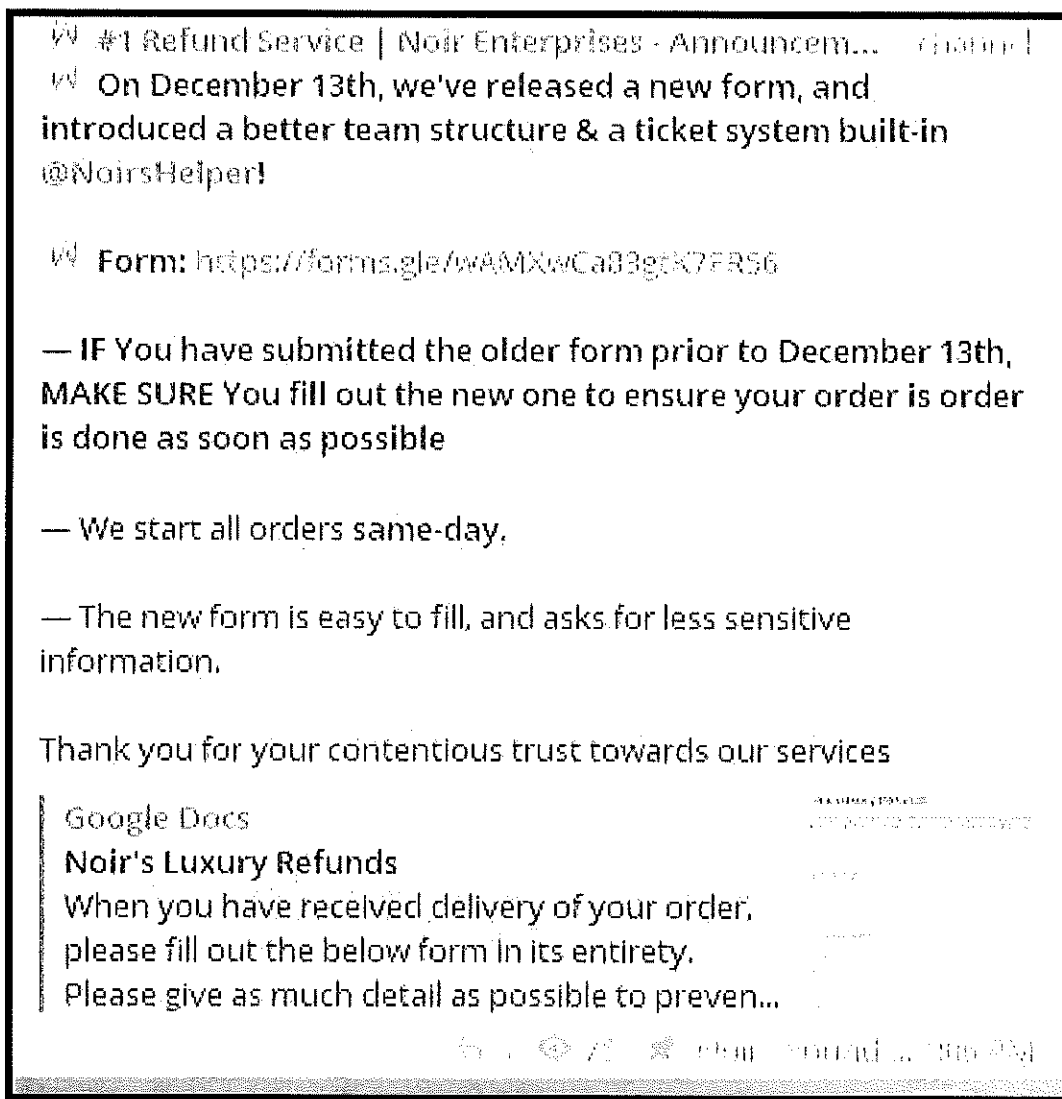 #1 Refund Service | Noir Enterprises - Announcem... channel
On December 13th, we've released a new form, and
introduced a better team structure & a ticket system built-in
@NoirsHelper!
Form: https://forms.gle/
— IF You have submitted the older form prior to December 13th,
MAKE SURE You fill out the new one to ensure your order is order
is done as soon as possible
— We start all orders same-day.
— The new form is easy to fill, and asks for less sensitive
information.
Thank you for your contentious trust towards our services
Google Docs
Noir's Luxury Refunds
When you have received delivery of your order,
please fill out the below form in its entirety.
Please give as much detail as possible to preven...